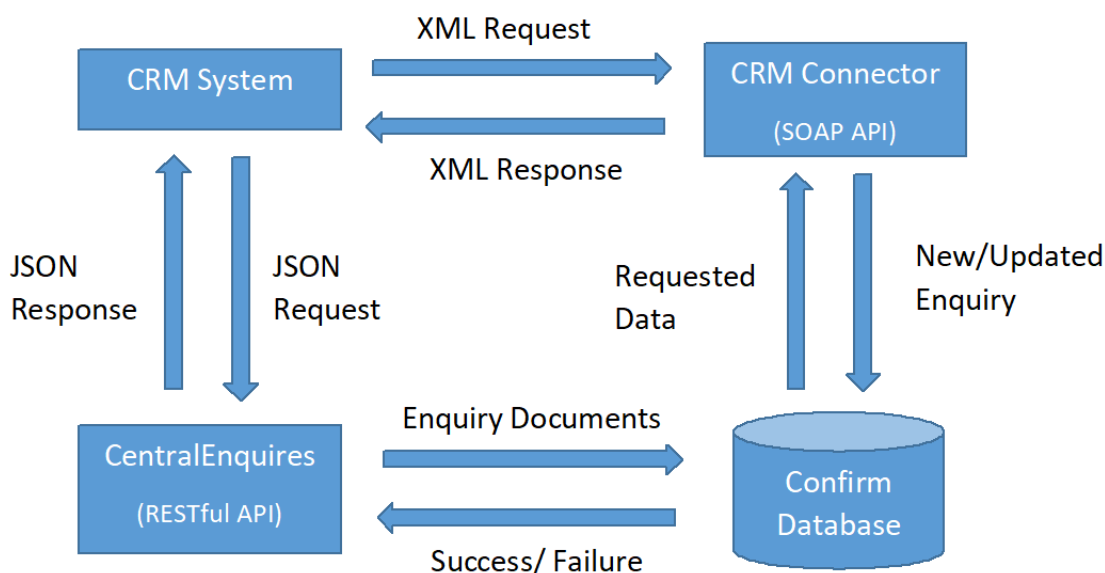 XML Request
CRM System
CRM Connector
(SOAP API)
XML Response
JSON
Response
JSON
Request
Requested
Data
New/Updated
Enquiry
Enquiry Documents
CentralEnquires
(RESTful API)
Confirm
Database
Success/ Failure